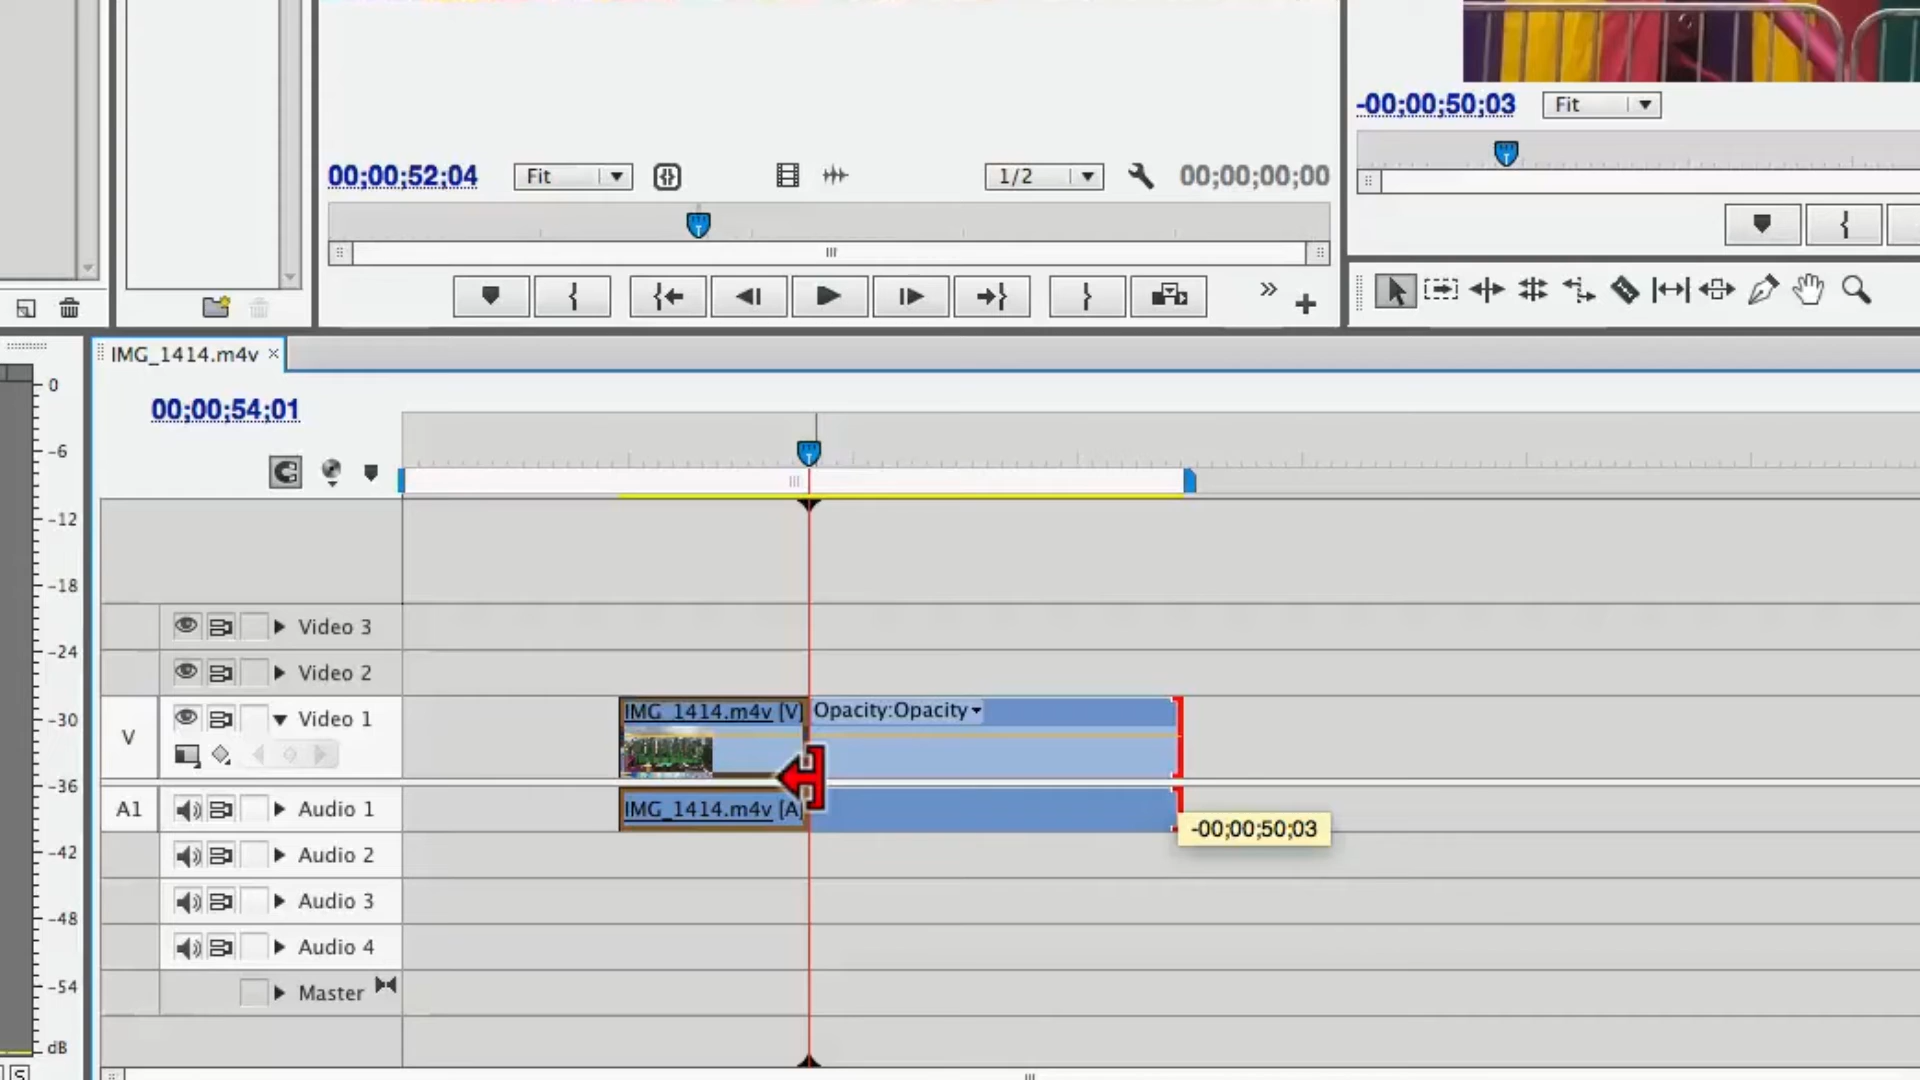 -00;00;50;03 Fit
00;00;52;04 Fit 1/2 00;00;00;00
IMG_1414.m4v ×
00;00;54;01
0
-6
-12
-18
-24
-30
-36
-42
-48
-54
dB
S
Video 3
Video 2
V Video 1
IMG_1414.m4v [V] Opacity:Opacity
A1 Audio 1
IMG_1414.m4v [A]
-00;00;50;03
Audio 2
Audio 3
Audio 4
Master